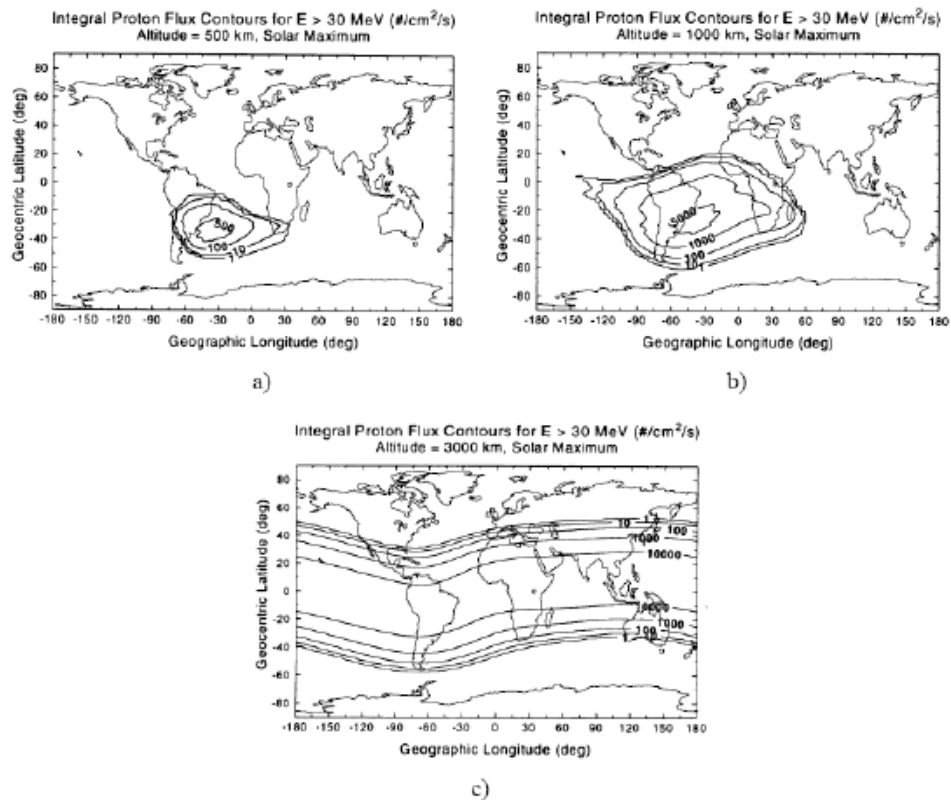 Integral Proton Flux Contours for E > 30 MeV (#/cm²/s)
Altitude = 500 km, Solar Maximum
80
60
40
20
0
-20
-40
-60
-80
Geocentric Latitude (deg)
500
100
10
1
-180 -150 -120 -90 -60 -30 0 30 60 90 120 150 180
Geographic Longitude (deg)
a)
Integral Proton Flux Contours for E > 30 MeV (#/cm²/s)
Altitude = 1000 km, Solar Maximum
80
60
40
20
0
-20
-40
-60
-80
Geocentric Latitude (deg)
5000
1000
100
1
-180 -150 -120 -90 -60 -30 0 30 60 90 120 150 180
Geographic Longitude (deg)
b)
Integral Proton Flux Contours for E > 30 MeV (#/cm²/s)
Altitude = 3000 km, Solar Maximum
80
60
40
20
0
-20
-40
-60
-80
Geocentric Latitude (deg)
10
100
1000
10000
10000
1000
100
-180 -150 -120 -90 -60 -30 0 30 60 90 120 150 180
Geographic Longitude (deg)
c)